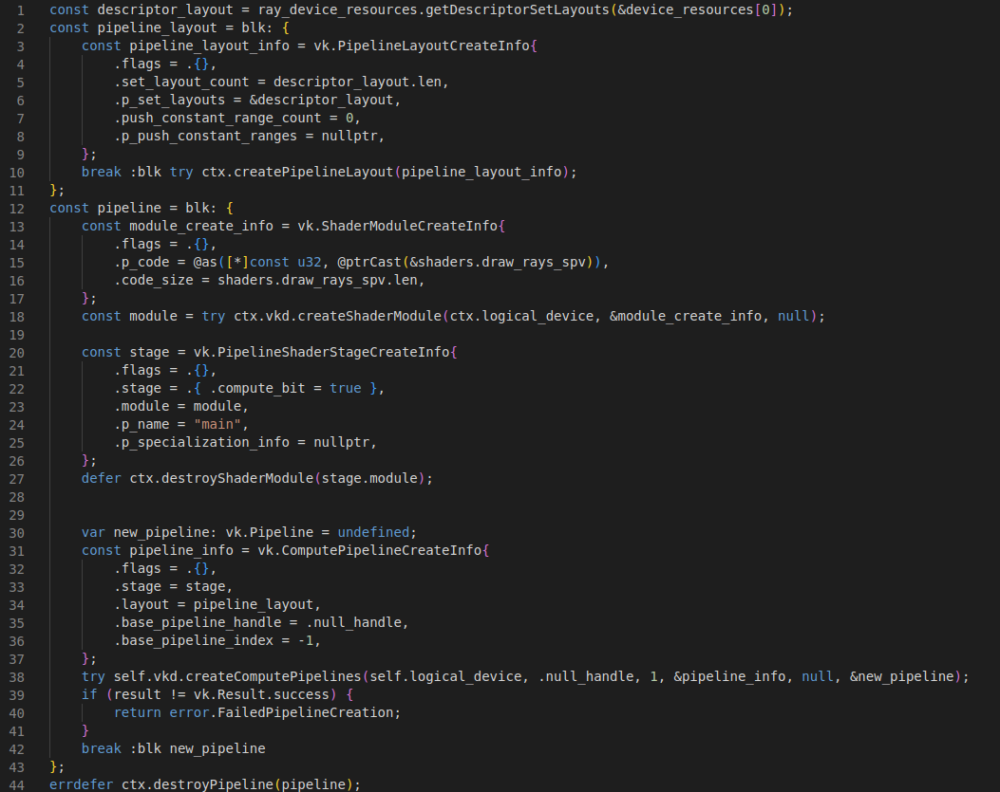 1 const descriptor_layout = ray_device_resources.getDescriptorSetLayouts(&device_resources[0]);
2 const pipeline_layout = blk: {
3     const pipeline_layout_info = vk.PipelineLayoutCreateInfo{
4         .flags = .{},
5         .set_layout_count = descriptor_layout.len,
6         .p_set_layouts = &descriptor_layout,
7         .push_constant_range_count = 0,
8         .p_push_constant_ranges = nullptr,
9     };
10     break :blk try ctx.createPipelineLayout(pipeline_layout_info);
11 };
12 const pipeline = blk: {
13     const module_create_info = vk.ShaderModuleCreateInfo{
14         .flags = .{},
15         .p_code = @as([*]const u32, @ptrCast(&shaders.draw_rays_spv)),
16         .code_size = shaders.draw_rays_spv.len,
17     };
18     const module = try ctx.vkd.createShaderModule(ctx.logical_device, &module_create_info, null);
19
20     const stage = vk.PipelineShaderStageCreateInfo{
21         .flags = .{},
22         .stage = .{ .compute_bit = true },
23         .module = module,
24         .p_name = "main",
25         .p_specialization_info = nullptr,
26     };
27     defer ctx.destroyShaderModule(stage.module);
28
29
30     var new_pipeline: vk.Pipeline = undefined;
31     const pipeline_info = vk.ComputePipelineCreateInfo{
32         .flags = .{},
33         .stage = stage,
34         .layout = pipeline_layout,
35         .base_pipeline_handle = .null_handle,
36         .base_pipeline_index = -1,
37     };
38     try self.vkd.createComputePipelines(self.logical_device, .null_handle, 1, &pipeline_info, null, &new_pipeline);
39     if (result != vk.Result.success) {
40         return error.FailedPipelineCreation;
41     }
42     break :blk new_pipeline
43 };
44 errdefer ctx.destroyPipeline(pipeline);